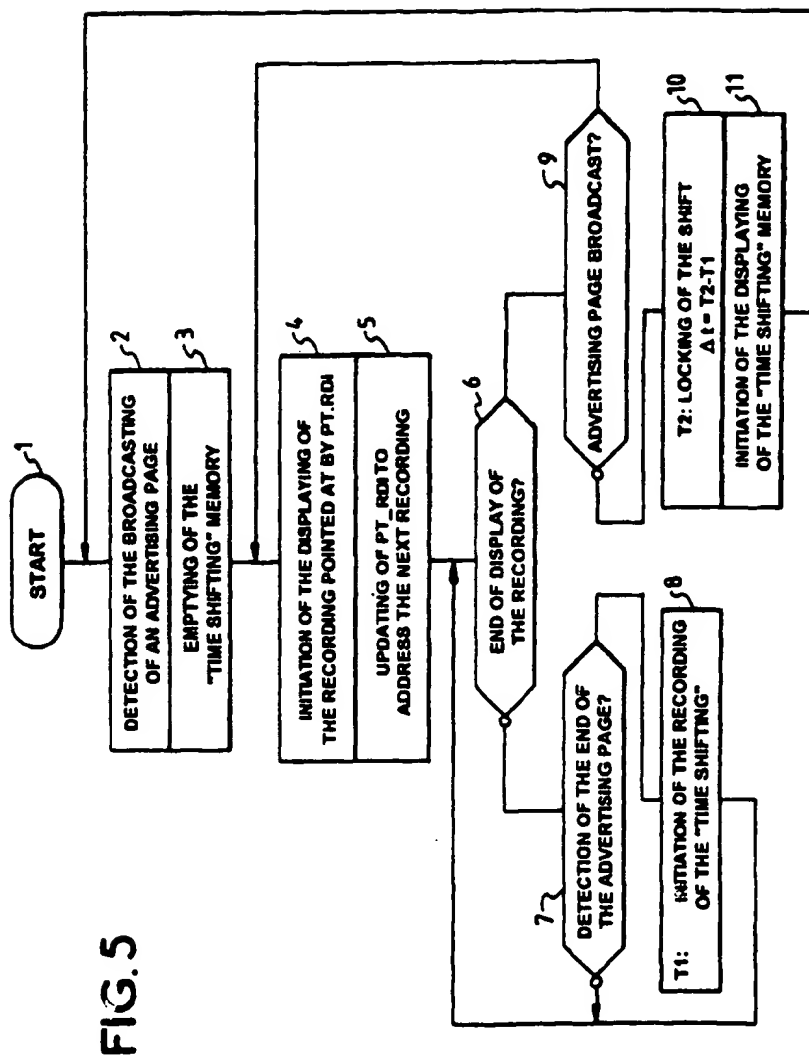 FIG. 5
START
1
DETECTION OF THE BROADCASTING
OF AN ADVERTISING PAGE
2
EMPTYING OF THE
"TIME SHIFTING" MEMORY
3
INITIATION OF THE DISPLAYING OF
THE RECORDING POINTED AT BY PT.RDI
4
UPDATING OF PT_RDI TO
ADDRESS THE NEXT RECORDING
5
END OF DISPLAY OF
THE RECORDING?
6
DETECTION OF THE END OF
THE ADVERTISING PAGE?
7
T1: INITIATION OF THE RECORDING
OF THE "TIME SHIFTING"
8
ADVERTISING PAGE BROADCAST?
9
T2: LOCKING OF THE SHIFT
Δt = T2-T1
10
INITIATION OF THE DISPLAYING
OF THE "TIME SHIFTING" MEMORY
11